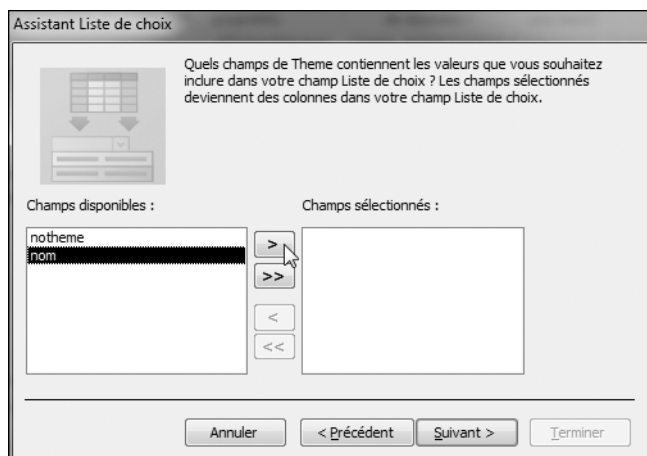 Assistant Liste de choix
Quels champs de Theme contiennent les valeurs que vous souhaitez
inclure dans votre champ Liste de choix ? Les champs sélectionnés
deviennent des colonnes dans votre champ Liste de choix.
Champs disponibles :
Champs sélectionnés :
notheme
nom
>
>>
<
<<
Annuler
< Précédent
Suivant >
Terminer